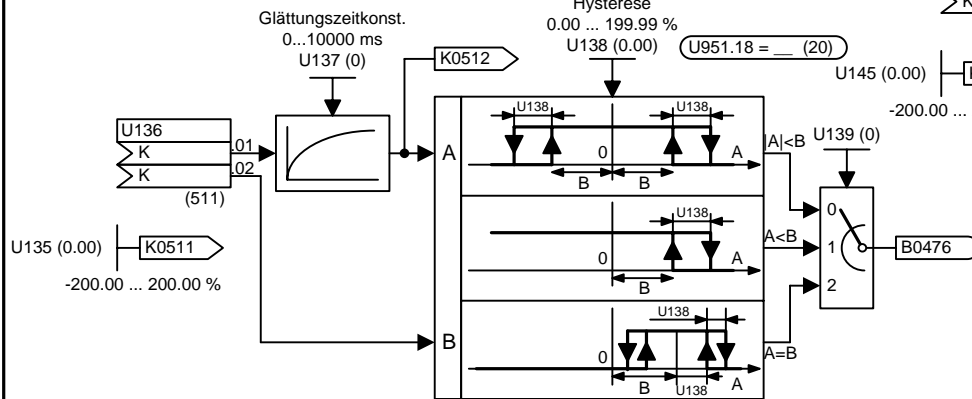 Hysterese
Glättungszeitkonst.
0...10000 ms
U137 (0)
0.00 ... 199.99 %
U138 (0.00)
U951.18 = __ (20)
K0512
K
U145 (0.00)
-200.00 ...
U136
K
.01
K
.02
(511)
U135 (0.00)
K0511
-200.00 ... 200.00 %
A
B
U138
U138
0
A
B
B
|A|<B
U138
0
A
B
A<B
U138
0
B
U138
A
A=B
U139 (0)
0
1
2
B0476